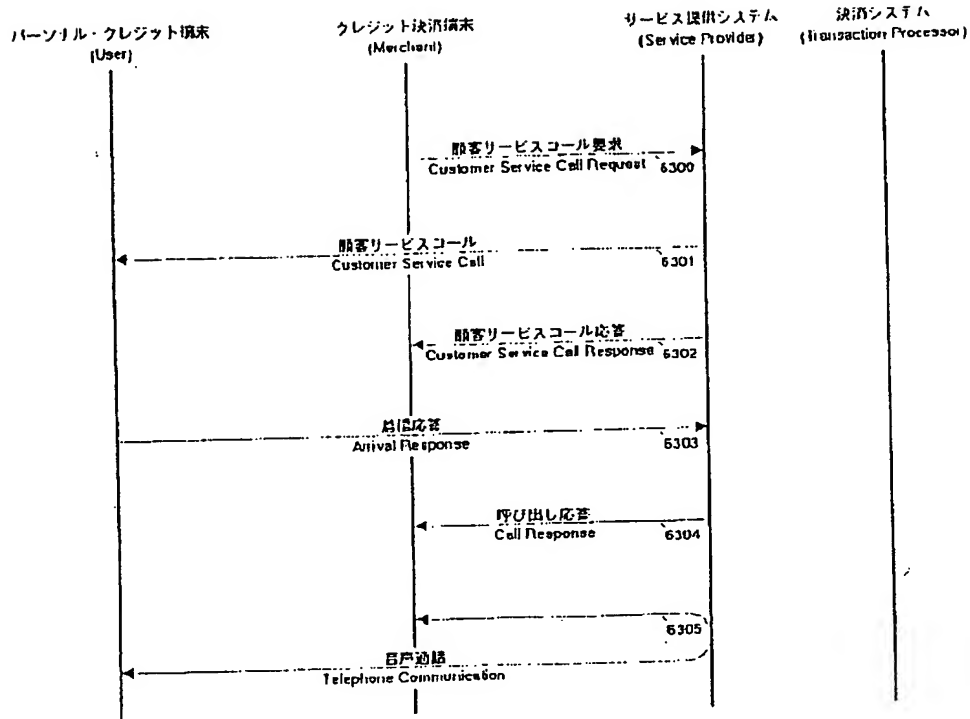 パーソナル・クレジット端末
(User)
クレジット決済端末
(Merchant)
サービス提供システム
(Service Provider)
決済システム
(Transaction Processor)
顧客サービスコール要求
Customer Service Call Request
6300
顧客サービスコール
Customer Service Call
6301
顧客サービスコール応答
Customer Service Call Response
6302
着信応答
Arrival Response
6303
呼び出し応答
Call Response
6304
6305
音声通話
Telephone Communication